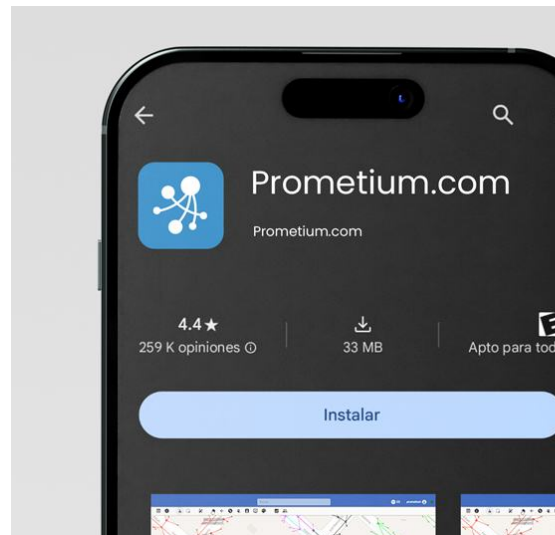 Prometium.com
Prometium.com
4.4★
259 K opiniones
33 MB
Apto para tod
Instalar